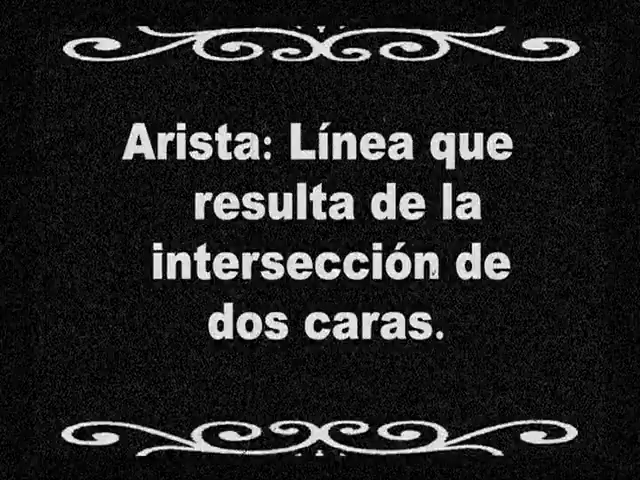 Arista: Línea que
resulta de la
intersección de
dos caras.